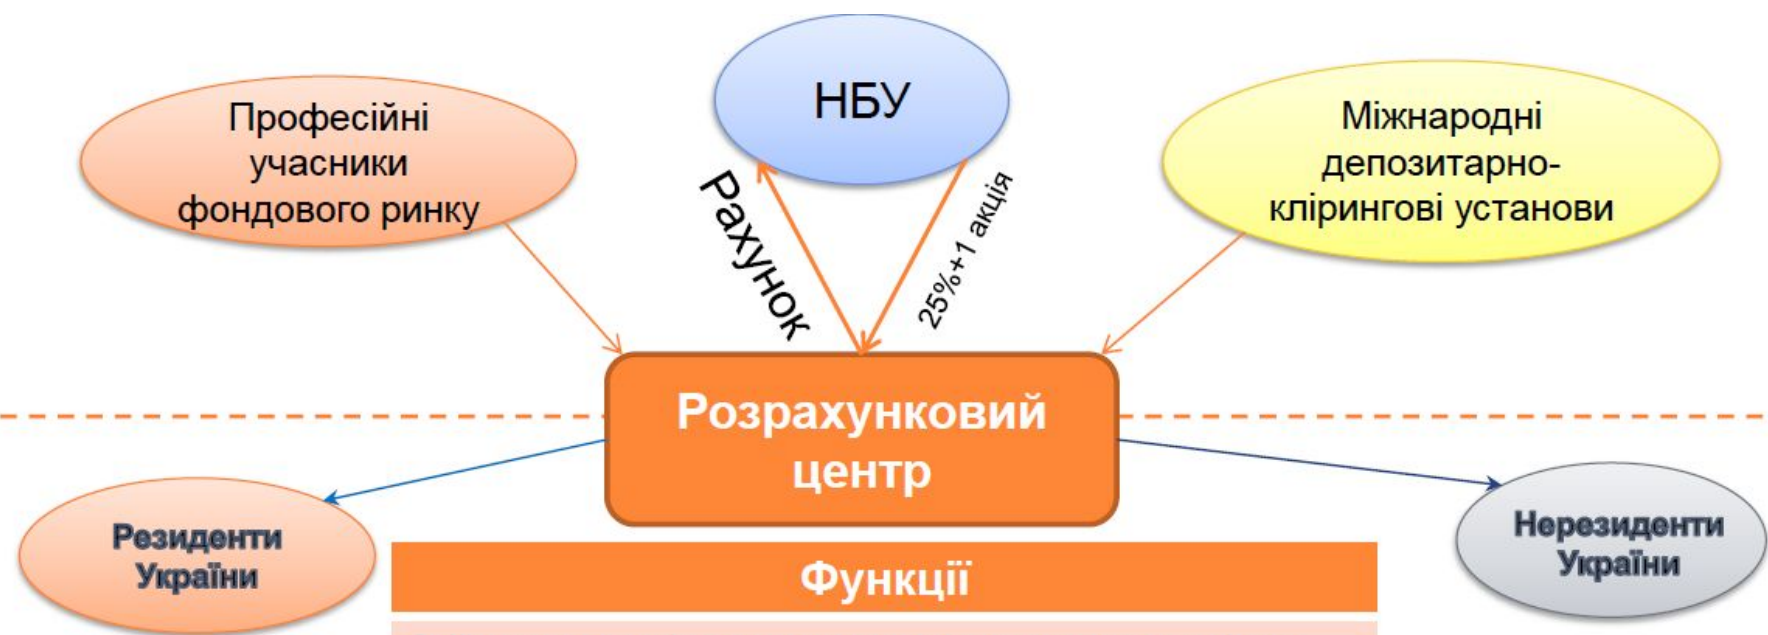 Професійні
учасники
фондового ринку
НБУ
Міжнародні
депозитарно-
клірингові установи
Рахунок
25%+1 акція
Розрахунковий
центр
Резиденти
України
Нерезиденти
України
Функції